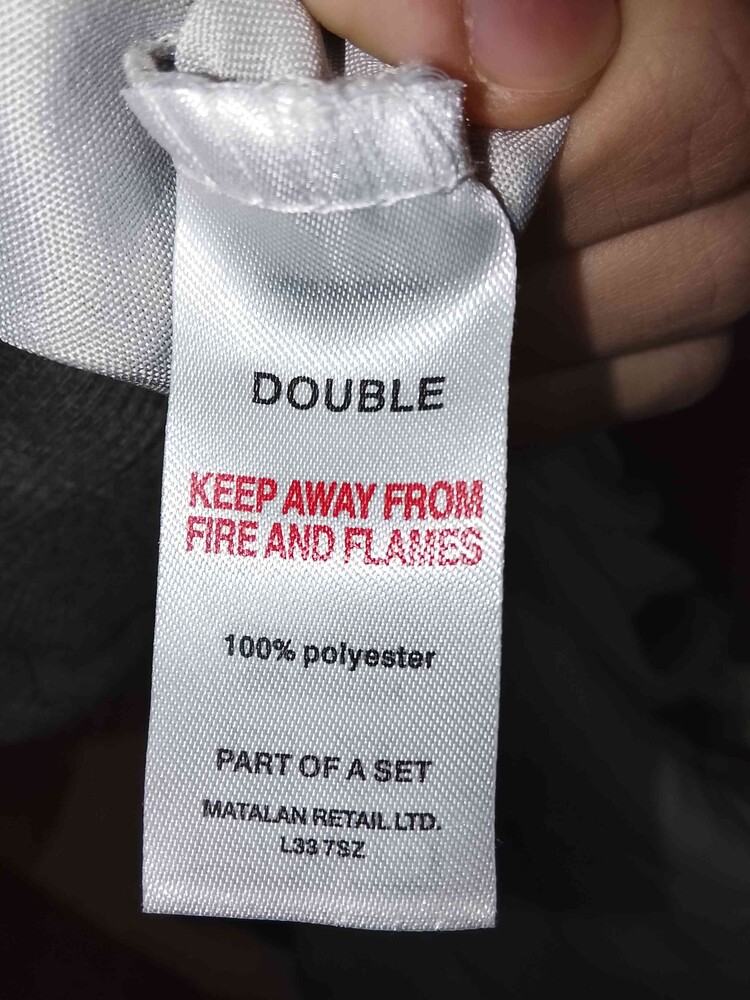 DOUBLE
KEEP AWAY FROM
FIRE AND FLAMES
100% polyester
PART OF A SET
MATALAN RETAIL LTD.
L33 7SZ